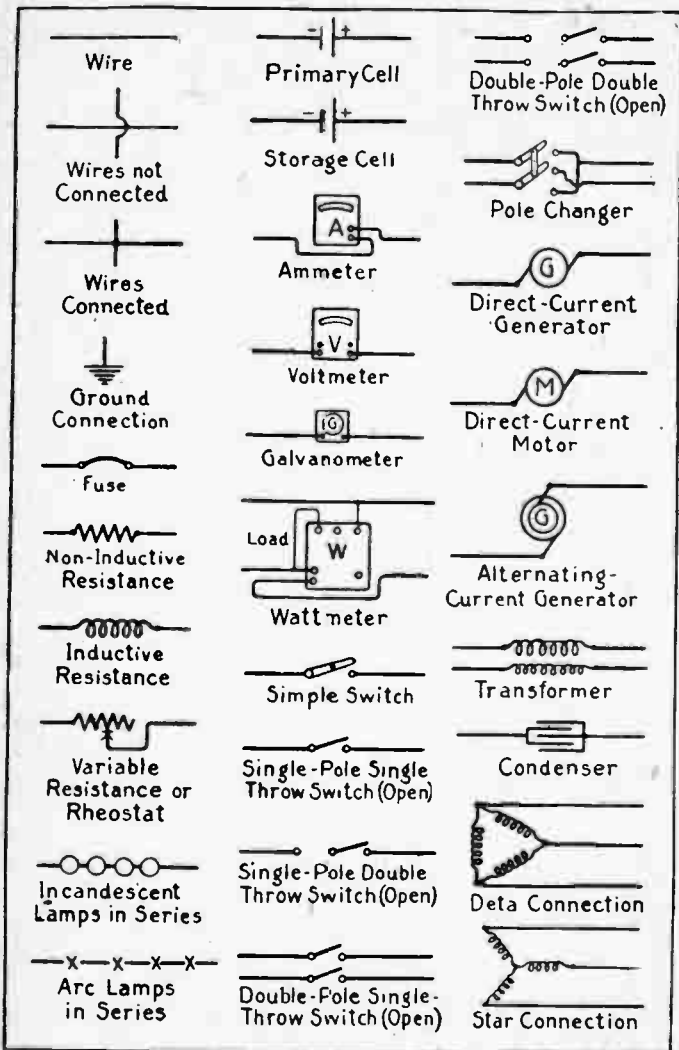 Wire
Wires not
Connected
Wires
Connected
Ground
Connection
Fuse
Non-Inductive
Resistance
Inductive
Resistance
Variable
Resistance or
Rheostat
Incandescent
Lamps in Series
Arc Lamps
in Series
- +
Primary Cell
- +
Storage Cell
A
Ammeter
V
Voltmeter
G
Galvanometer
Load
W
Wattmeter
Simple Switch
Single-Pole Single
Throw Switch (Open)
Single-Pole Double
Throw Switch (Open)
Double-Pole Single-
Throw Switch (Open)
Double-Pole Double
Throw Switch (Open)
Pole Changer
G
Direct-Current
Generator
M
Direct-Current
Motor
G
Alternating-
Current Generator
Transformer
Condenser
Deta Connection
Star Connection